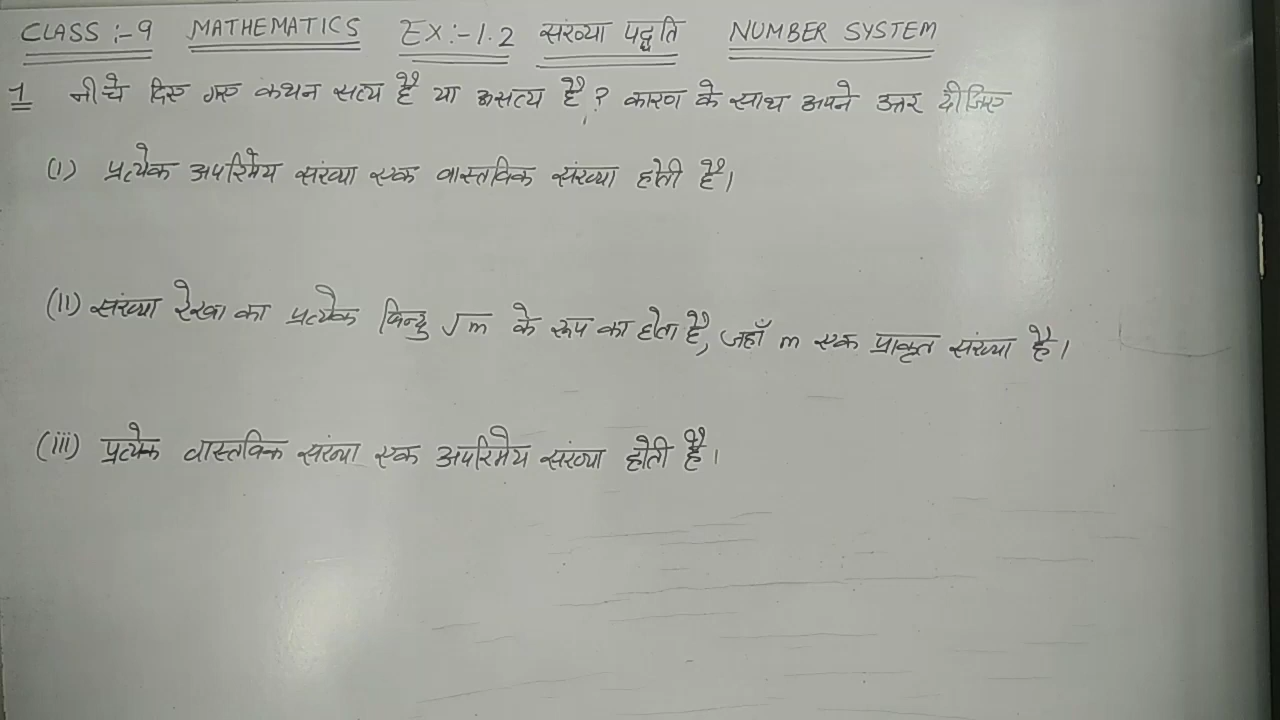 CLASS :- 9 MATHEMATICS EX:- 1.2 संख्या पद्धति NUMBER SYSTEM
1 नीचे दिए गए कथन सत्य हैं या असत्य हैं? कारण के साथ अपने उत्तर दीजिए
(i) प्रत्येक अपरिमेय संख्या एक वास्तविक संख्या होती है।
(ii) संख्या रेखा का प्रत्येक बिन्दु √m के रूप का होता है, जहाँ m एक प्राकृत संख्या है।
(iii) प्रत्येक वास्तविक संख्या एक अपरिमेय संख्या होती है।